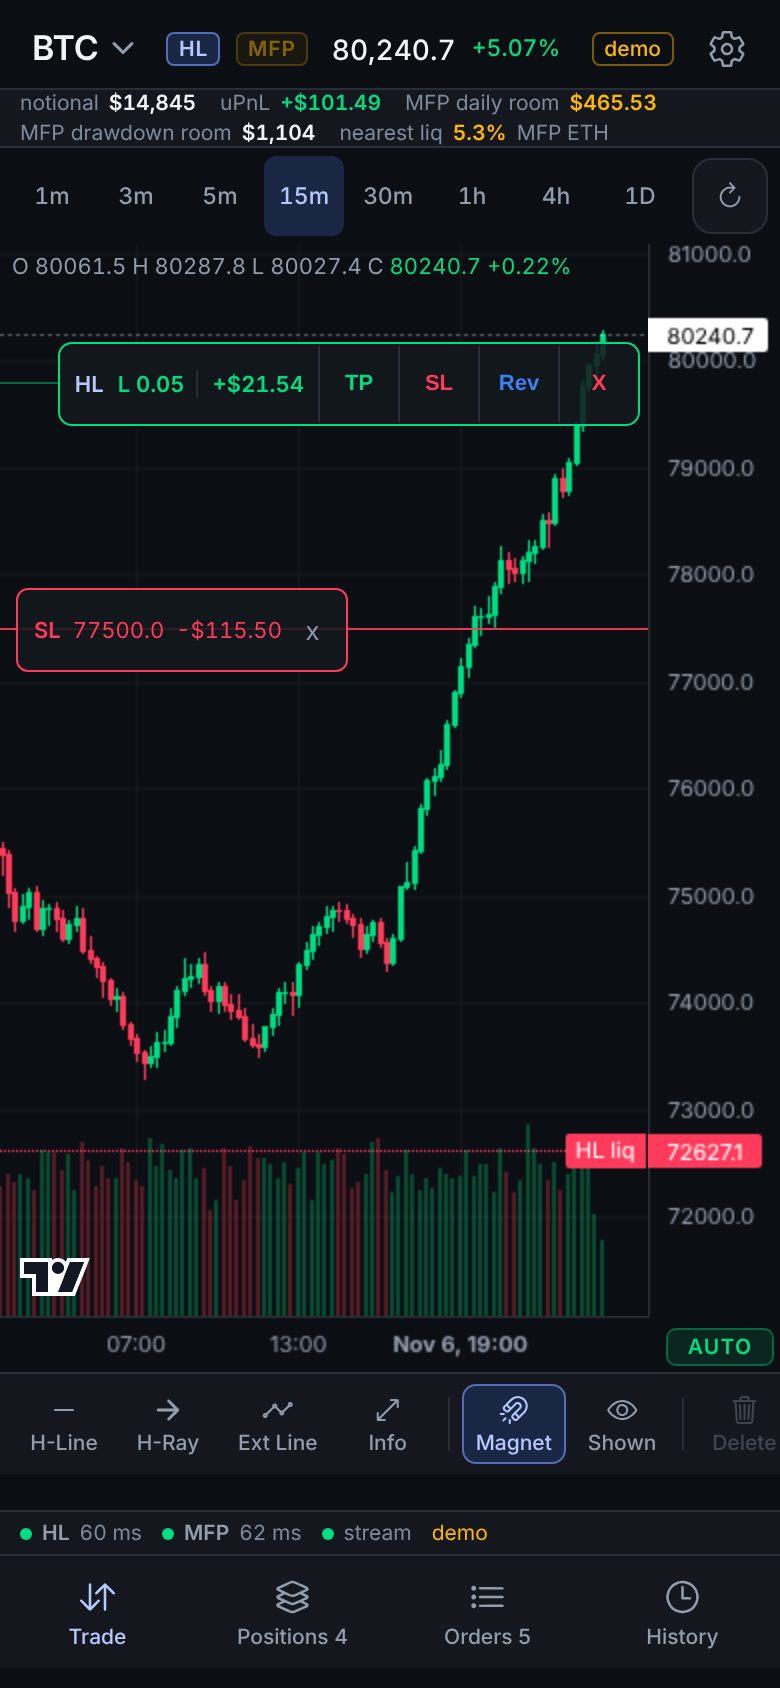 BTC HL MFP 80,240.7 +5.07% demo
notional $14,845 uPnL +$101.49 MFP daily room $465.53
MFP drawdown room $1,104 nearest liq 5.3% MFP ETH
1m 3m 5m 15m 30m 1h 4h 1D
O 80061.5 H 80287.8 L 80027.4 C 80240.7 +0.22%
81000.0
80240.7
80000.0
HL L 0.05 +$21.54 TP SL Rev X
79000.0
78000.0
SL 77500.0 -$115.50 x
77000.0
76000.0
75000.0
74000.0
73000.0
HL liq 72627.1
72000.0
TV
07:00 13:00 Nov 6, 19:00 AUTO
H-Line H-Ray Ext Line Info Magnet Shown Delete
HL 60 ms MFP 62 ms stream demo
Trade Positions 4 Orders 5 History